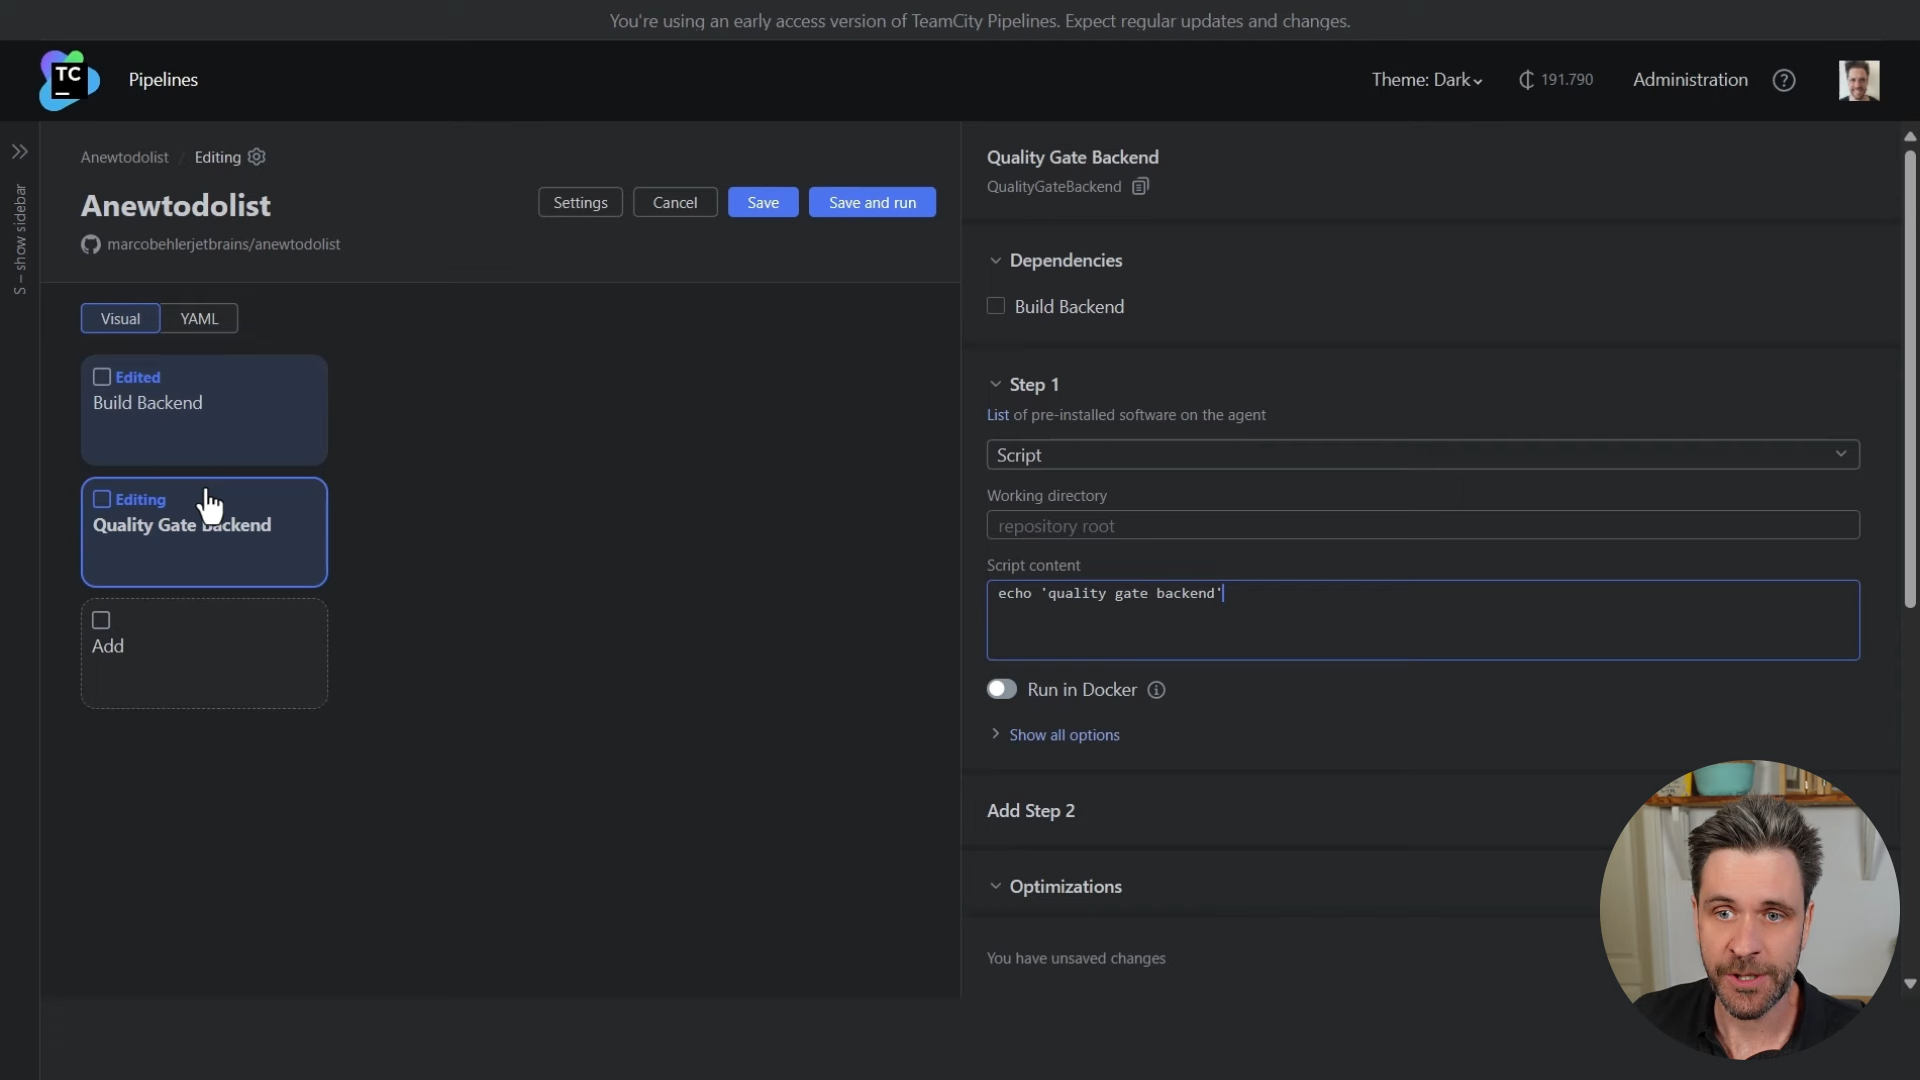 You're using an early access version of TeamCity Pipelines. Expect regular updates and changes.
TC
Pipelines
Theme: Dark
191.790
Administration
S – show sidebar
Anewtodolist / Editing
Anewtodolist
Settings
Cancel
Save
Save and run
marcobehlerjetbrains/anewtodolist
Visual
YAML
Edited
Build Backend
Editing
Quality Gate Backend
Add
Quality Gate Backend
QualityGateBackend
Dependencies
Build Backend
Step 1
List of pre-installed software on the agent
Script
Working directory
repository root
Script content
echo 'quality gate backend'
Run in Docker
Show all options
Add Step 2
Optimizations
You have unsaved changes